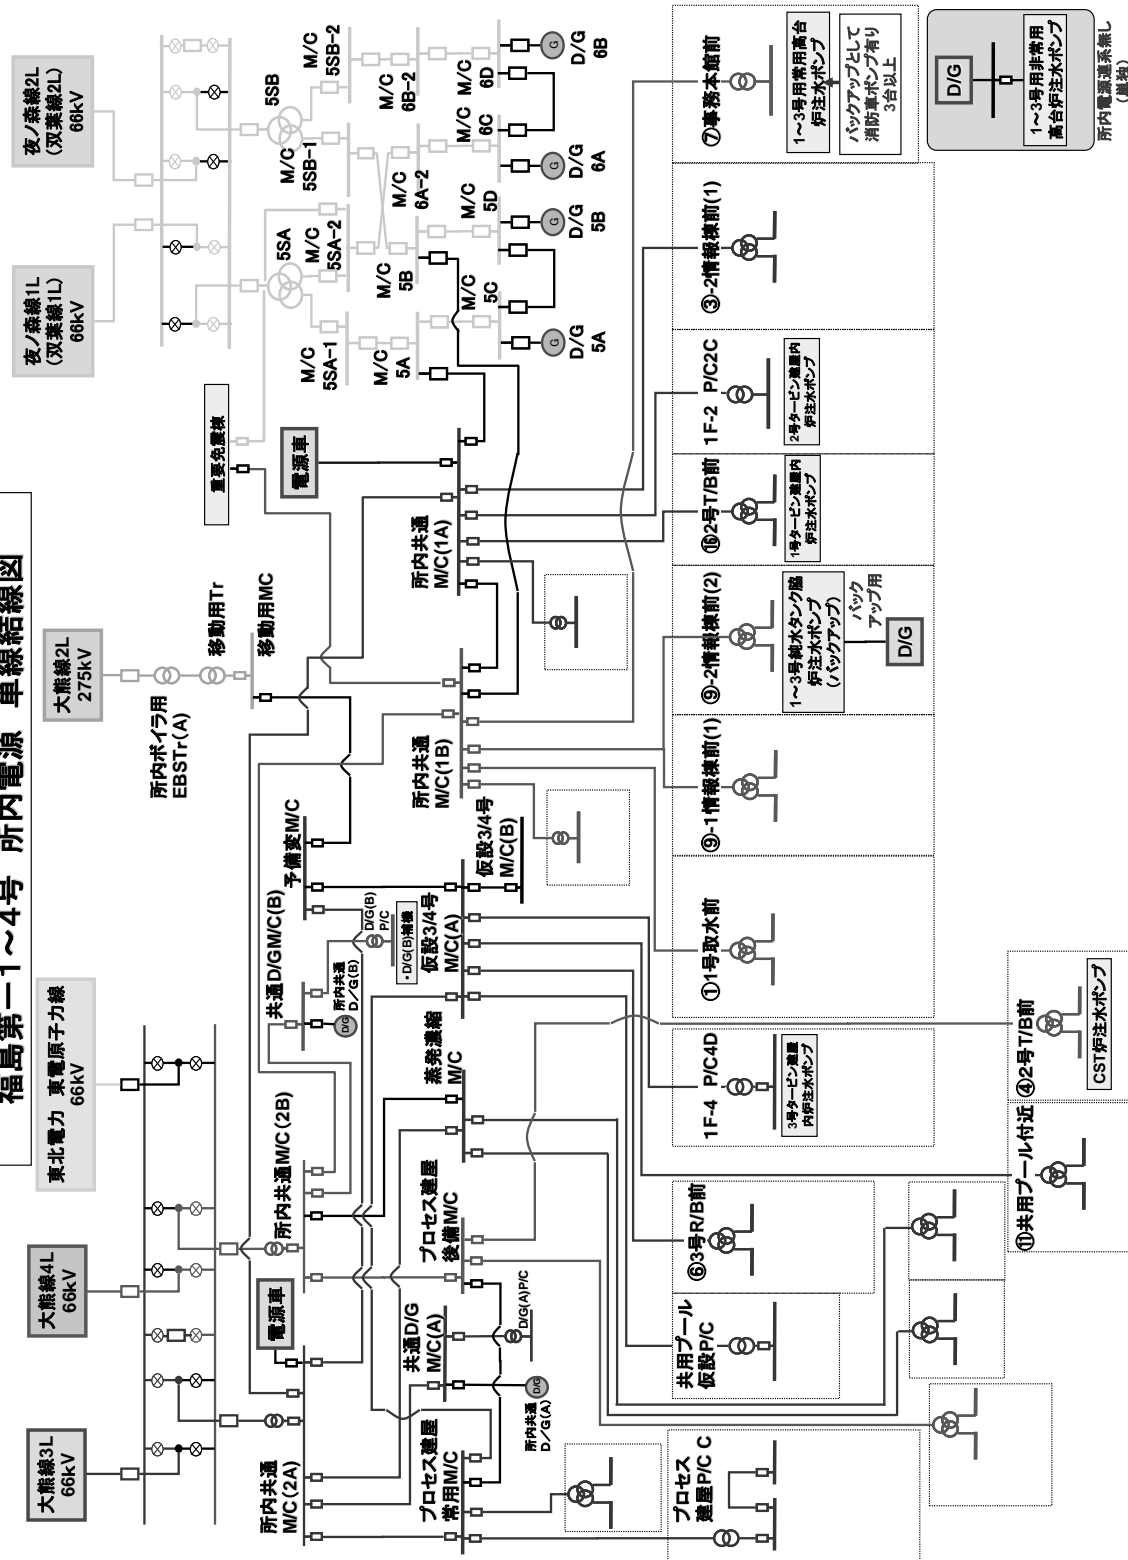 福島第一1～4号 所内電源 単線結線図
大熊線3L
66kV
大熊線4L
66kV
東北電力 東電原子力線
66kV
大熊線2L
275kV
夜ノ森線1L
(双葉線1L)
66kV
夜ノ森線2L
(双葉線2L)
66kV
所内ボイラ用
EBSTr(A)
移動用Tr
移動用MC
重要免震棟
電源車
5SA
5SB
M/C
5SA-1
M/C
5SA-2
M/C
5SB-1
M/C
5SB-2
M/C
5A
M/C
5B
M/C
6A-2
M/C
6B-2
M/C
5C
M/C
5D
M/C
6C
M/C
6D
G
D/G
5A
G
D/G
5B
G
D/G
6A
G
D/G
6B
所内共通
M/C(2A)
電源車
所内共通M/C(2B)
共通D/GM/C(B)
予備変M/C
D/G
所内共通
D/G(B)
D/G(B)
P/C
・D/G(B)補機
所内共通
M/C(1B)
所内共通
M/C(1A)
プロセス建屋
常用M/C
共通D/G
M/C(A)
D/G
所内共通
D/G(A)
D/G(A)P/C
プロセス建屋
後備M/C
蒸発濃縮
M/C
仮設3/4号
M/C(A)
仮設3/4号
M/C(B)
プロセス
建屋P/C C
共用プール
仮設P/C
⑥3号R/B前
1F-4 P/C4D
3号タービン建屋
内炉注水ポンプ
①1号取水前
⑨-1情報棟前(1)
⑨-2情報棟前(2)
1～3号純水タンク脇
炉注水ポンプ
(バックアップ)
バック
アップ用
D/G
⑯2号T/B前
1号タービン建屋内
炉注水ポンプ
1F-2 P/C2C
2号タービン建屋内
炉注水ポンプ
③-2情報棟前(1)
⑦事務本館前
1～3号用常用高台
炉注水ポンプ
バックアップとして
消防車ポンプ有り
3台以上
D/G
1～3号用非常用
高台炉注水ポンプ
所内電源連系無し
(単独)
⑪共用プール付近
④2号T/B前
CST炉注水ポンプ